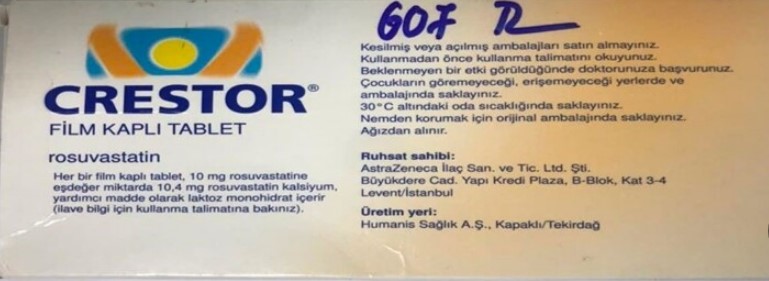 607 R
CRESTOR®
FİLM KAPLI TABLET
rosuvastatin
Her bir film kaplı tablet, 10 mg rosuvastatine
eşdeğer miktarda 10,4 mg rosuvastatin kalsiyum,
yardımcı madde olarak laktoz monohidrat içerir
(ilave bilgi için kullanma talimatına bakınız).
Kesilmiş veya açılmış ambalajları satın almayınız.
Kullanmadan önce kullanma talimatını okuyunuz.
Beklenmeyen bir etki görüldüğünde doktorunuza başvurunuz.
Çocukların göremeyeceği, erişemeyeceği yerlerde ve
ambalajında saklayınız.
30°C altındaki oda sıcaklığında saklayınız.
Nemden korumak için orijinal ambalajında saklayınız.
Ağızdan alınır.
Ruhsat sahibi:
AstraZeneca İlaç San. ve Tic. Ltd. Şti.
Büyükdere Cad. Yapı Kredi Plaza, B-Blok, Kat 3-4
Levent/İstanbul
Üretim yeri:
Humanis Sağlık A.Ş., Kapaklı/Tekirdağ